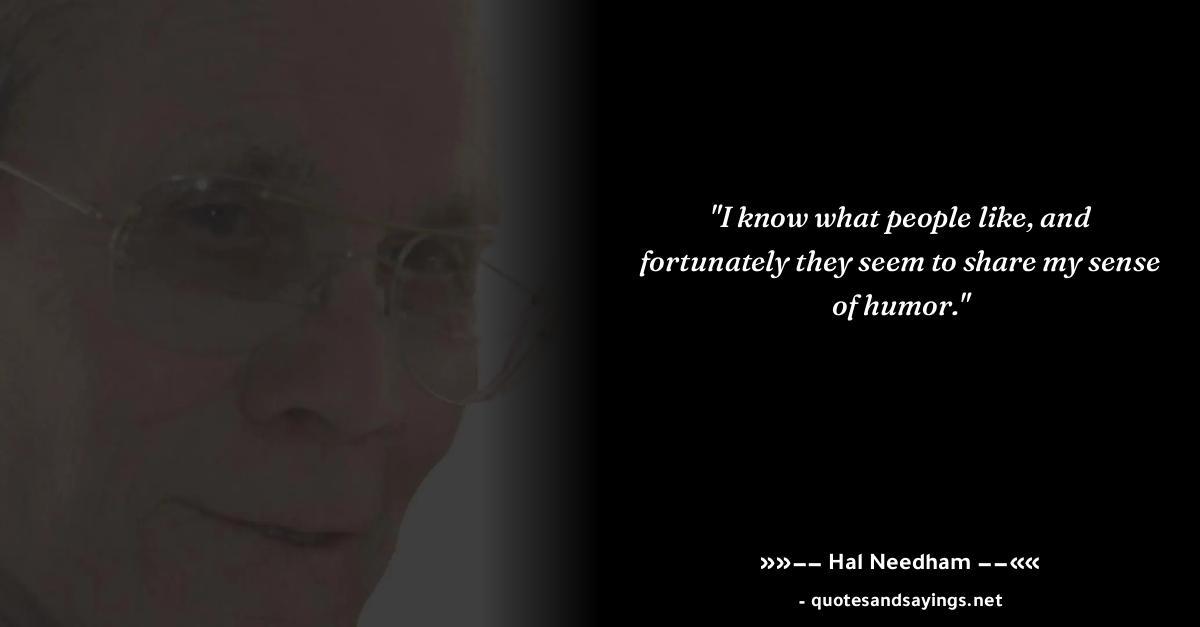 "I know what people like, and
fortunately they seem to share my sense
of humor."
»»−− Hal Needham −−««
- quotesandsayings.net